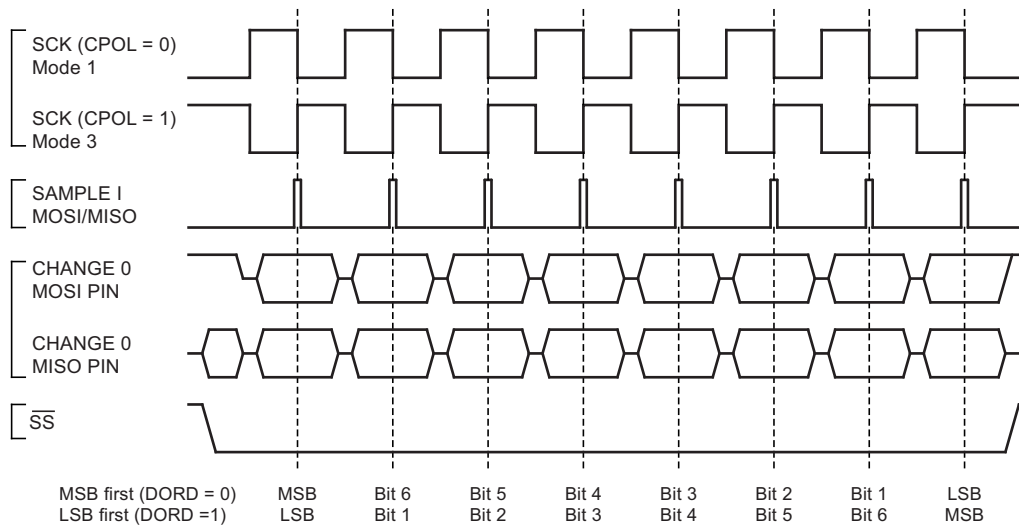 SCK (CPOL = 0)
Mode 1
SCK (CPOL = 1)
Mode 3
SAMPLE I
MOSI/MISO
CHANGE 0
MOSI PIN
CHANGE 0
MISO PIN
SS
MSB first (DORD = 0) MSB Bit 6 Bit 5 Bit 4 Bit 3 Bit 2 Bit 1 LSB
LSB first (DORD =1) LSB Bit 1 Bit 2 Bit 3 Bit 4 Bit 5 Bit 6 MSB